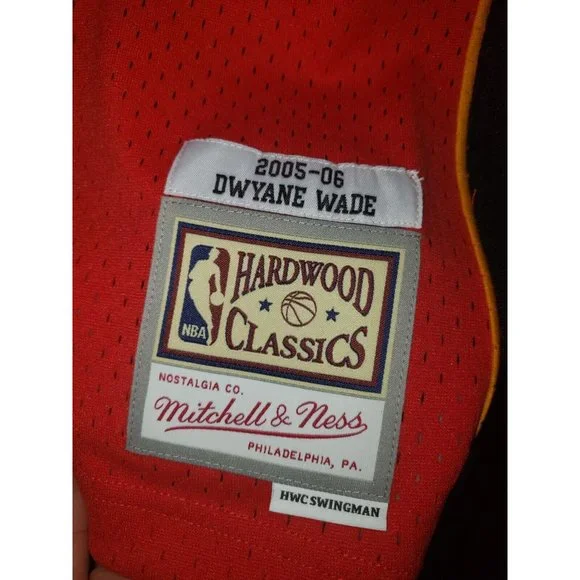 2005-06
DWYANE WADE
NBA
HARDWOOD
CLASSICS
NOSTALGIA CO.
Mitchell & Ness
PHILADELPHIA, PA.
HWC SWINGMAN